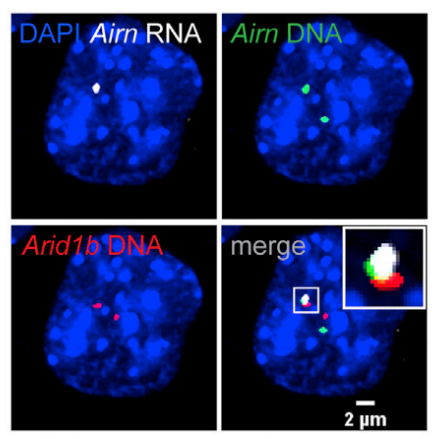 DAPI Airn RNA
Airn DNA
Arid1b DNA
merge
2 µm